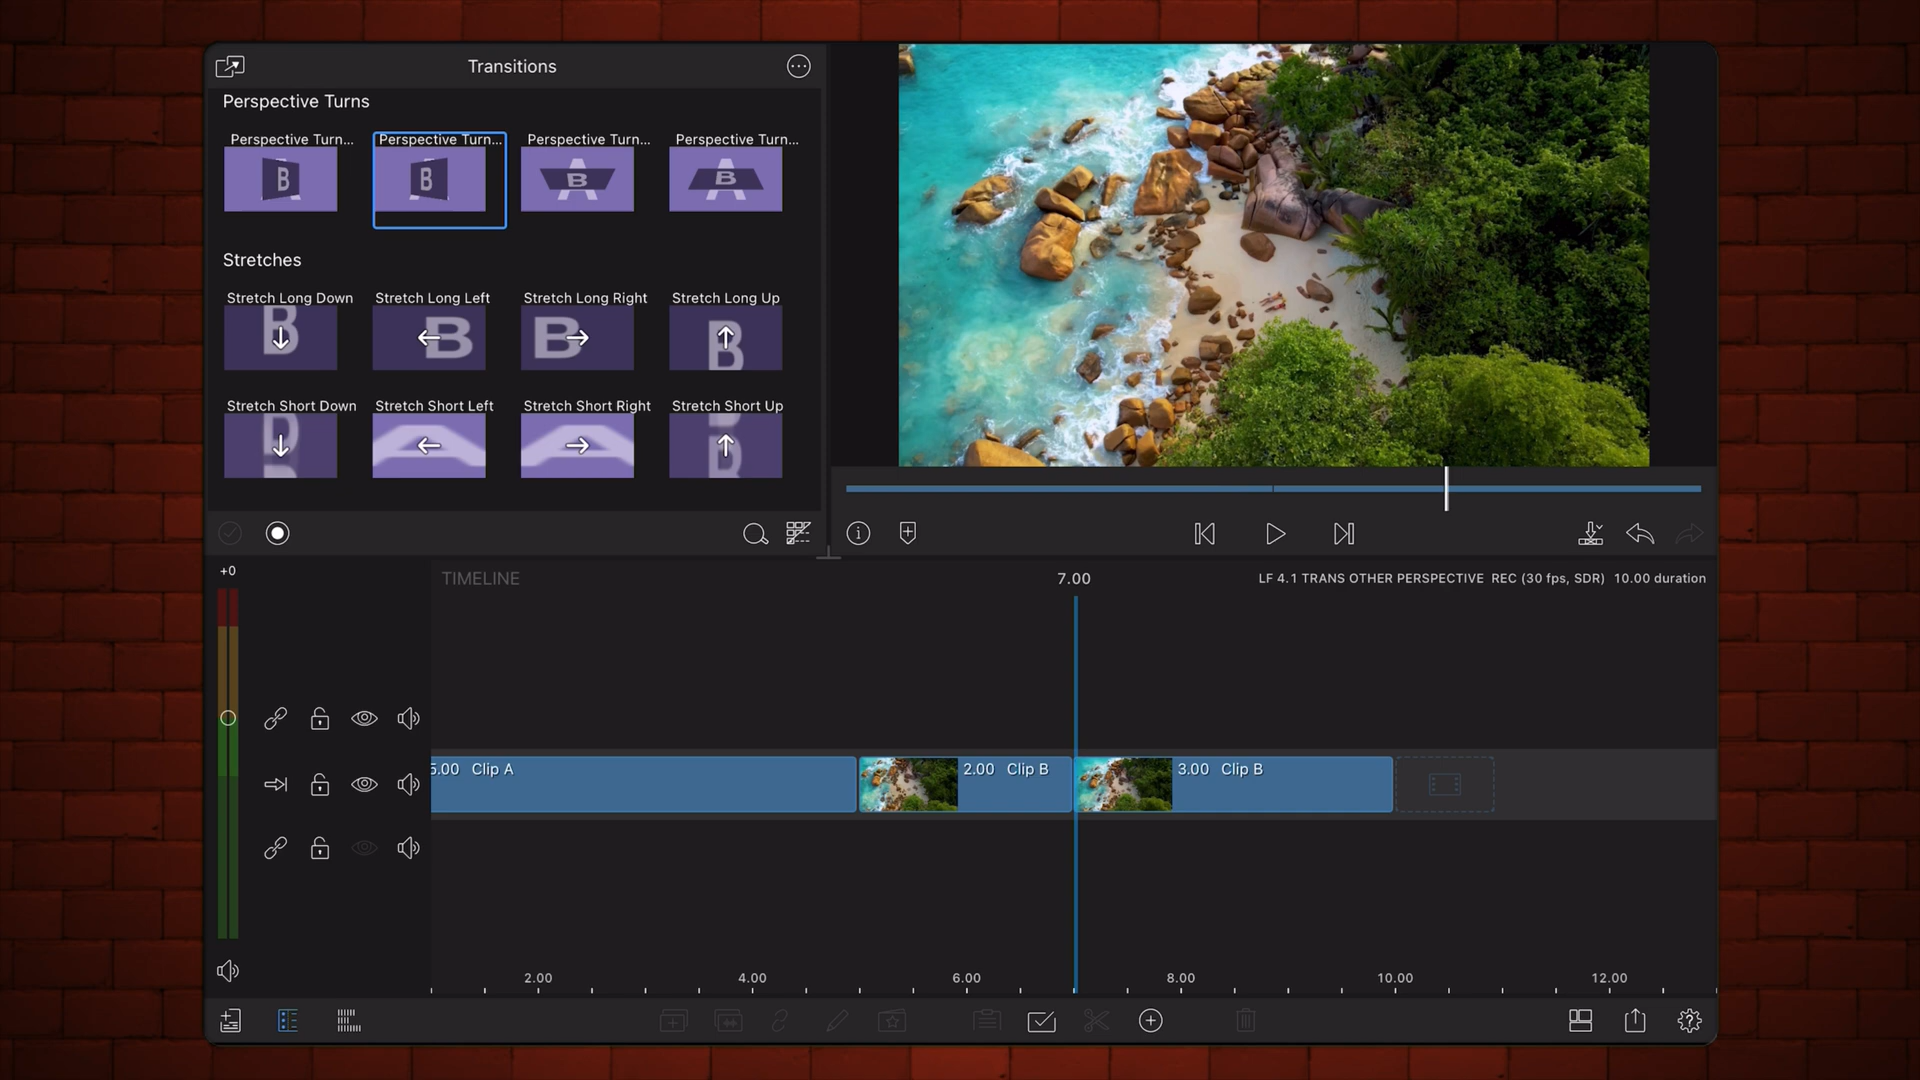 Transitions
Perspective Turns
Perspective Turn... Perspective Turn... Perspective Turn... Perspective Turn...
B B B B
Stretches
Stretch Long Down Stretch Long Left Stretch Long Right Stretch Long Up
B B B B
Stretch Short Down Stretch Short Left Stretch Short Right Stretch Short Up
+0
TIMELINE 7.00 LF 4.1 TRANS OTHER PERSPECTIVE REC (30 fps, SDR) 10.00 duration
5.00 Clip A 2.00 Clip B 3.00 Clip B
2.00 4.00 6.00 8.00 10.00 12.00